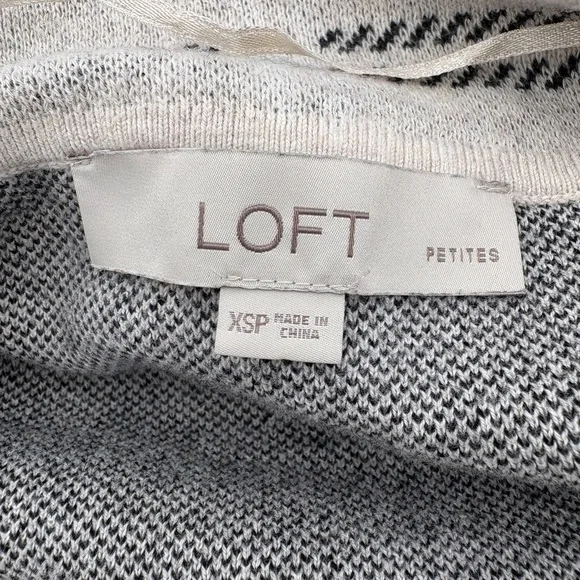 LOFT
PETITES
XSP MADE IN
CHINA